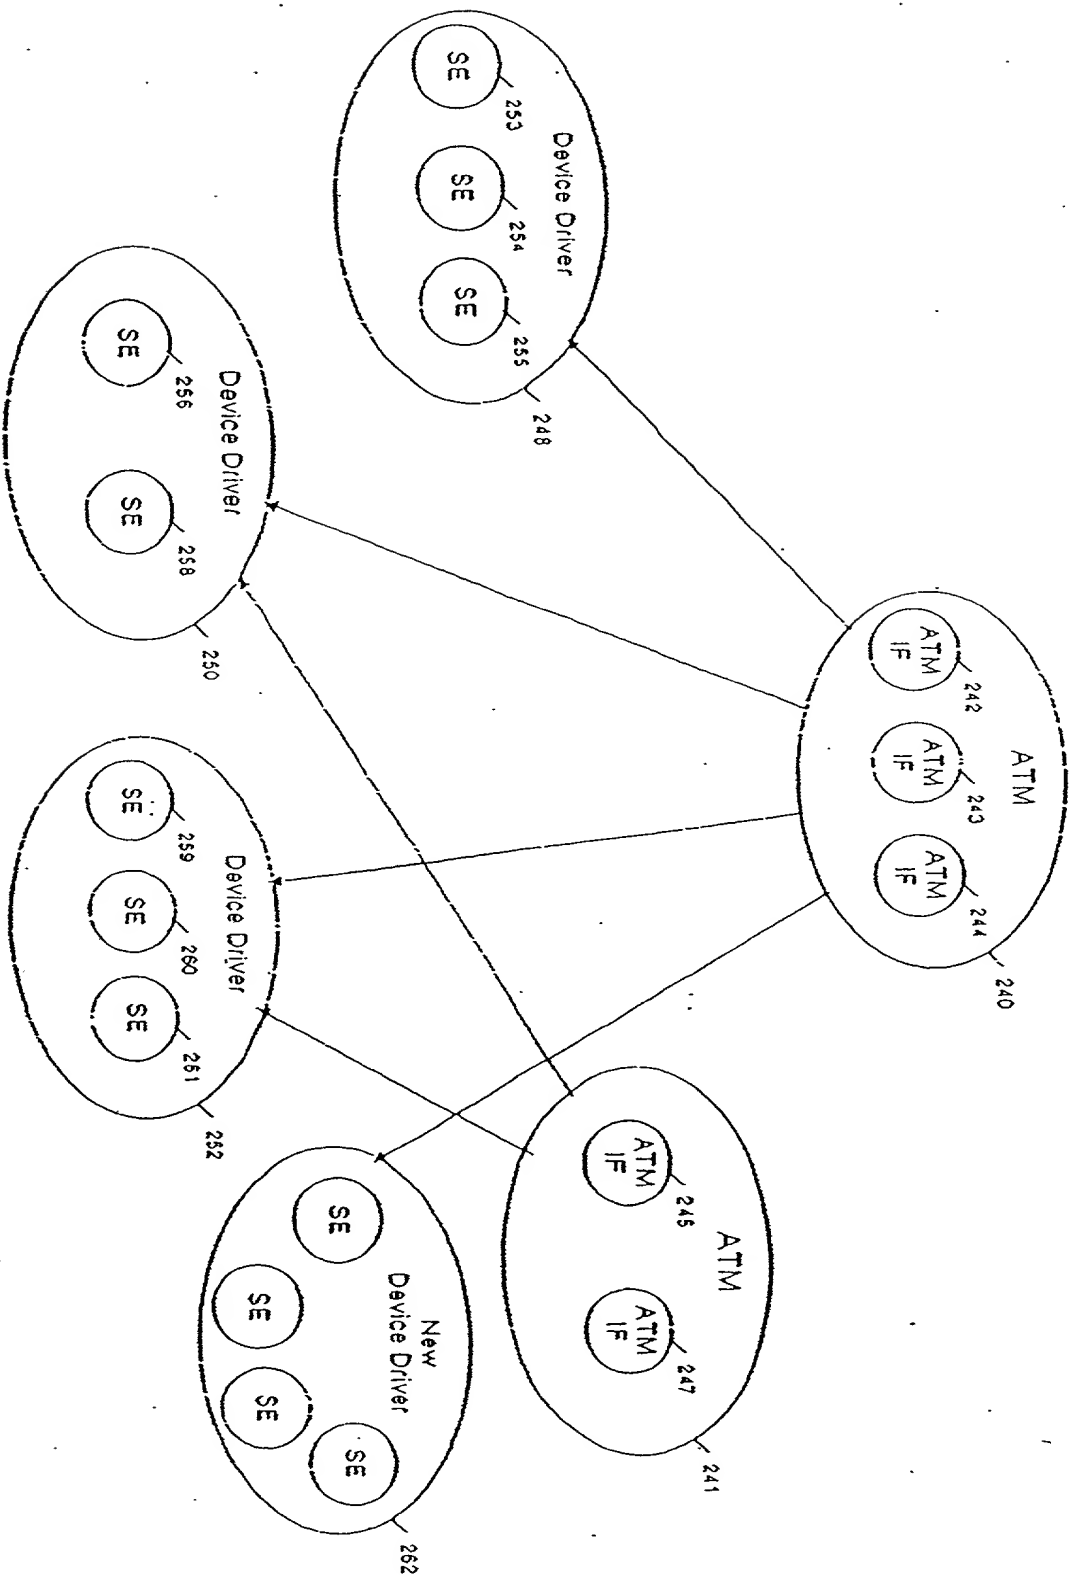 ATM
ATM
IF
242
ATM
IF
243
ATM
IF
244
240
ATM
ATM
IF
245
ATM
IF
247
241
Device Driver
SE
253
SE
254
SE
255
248
New
Device Driver
SE
SE
SE
SE
262
Device Driver
SE
256
SE
258
250
Device Driver
SE
259
SE
260
SE
261
252